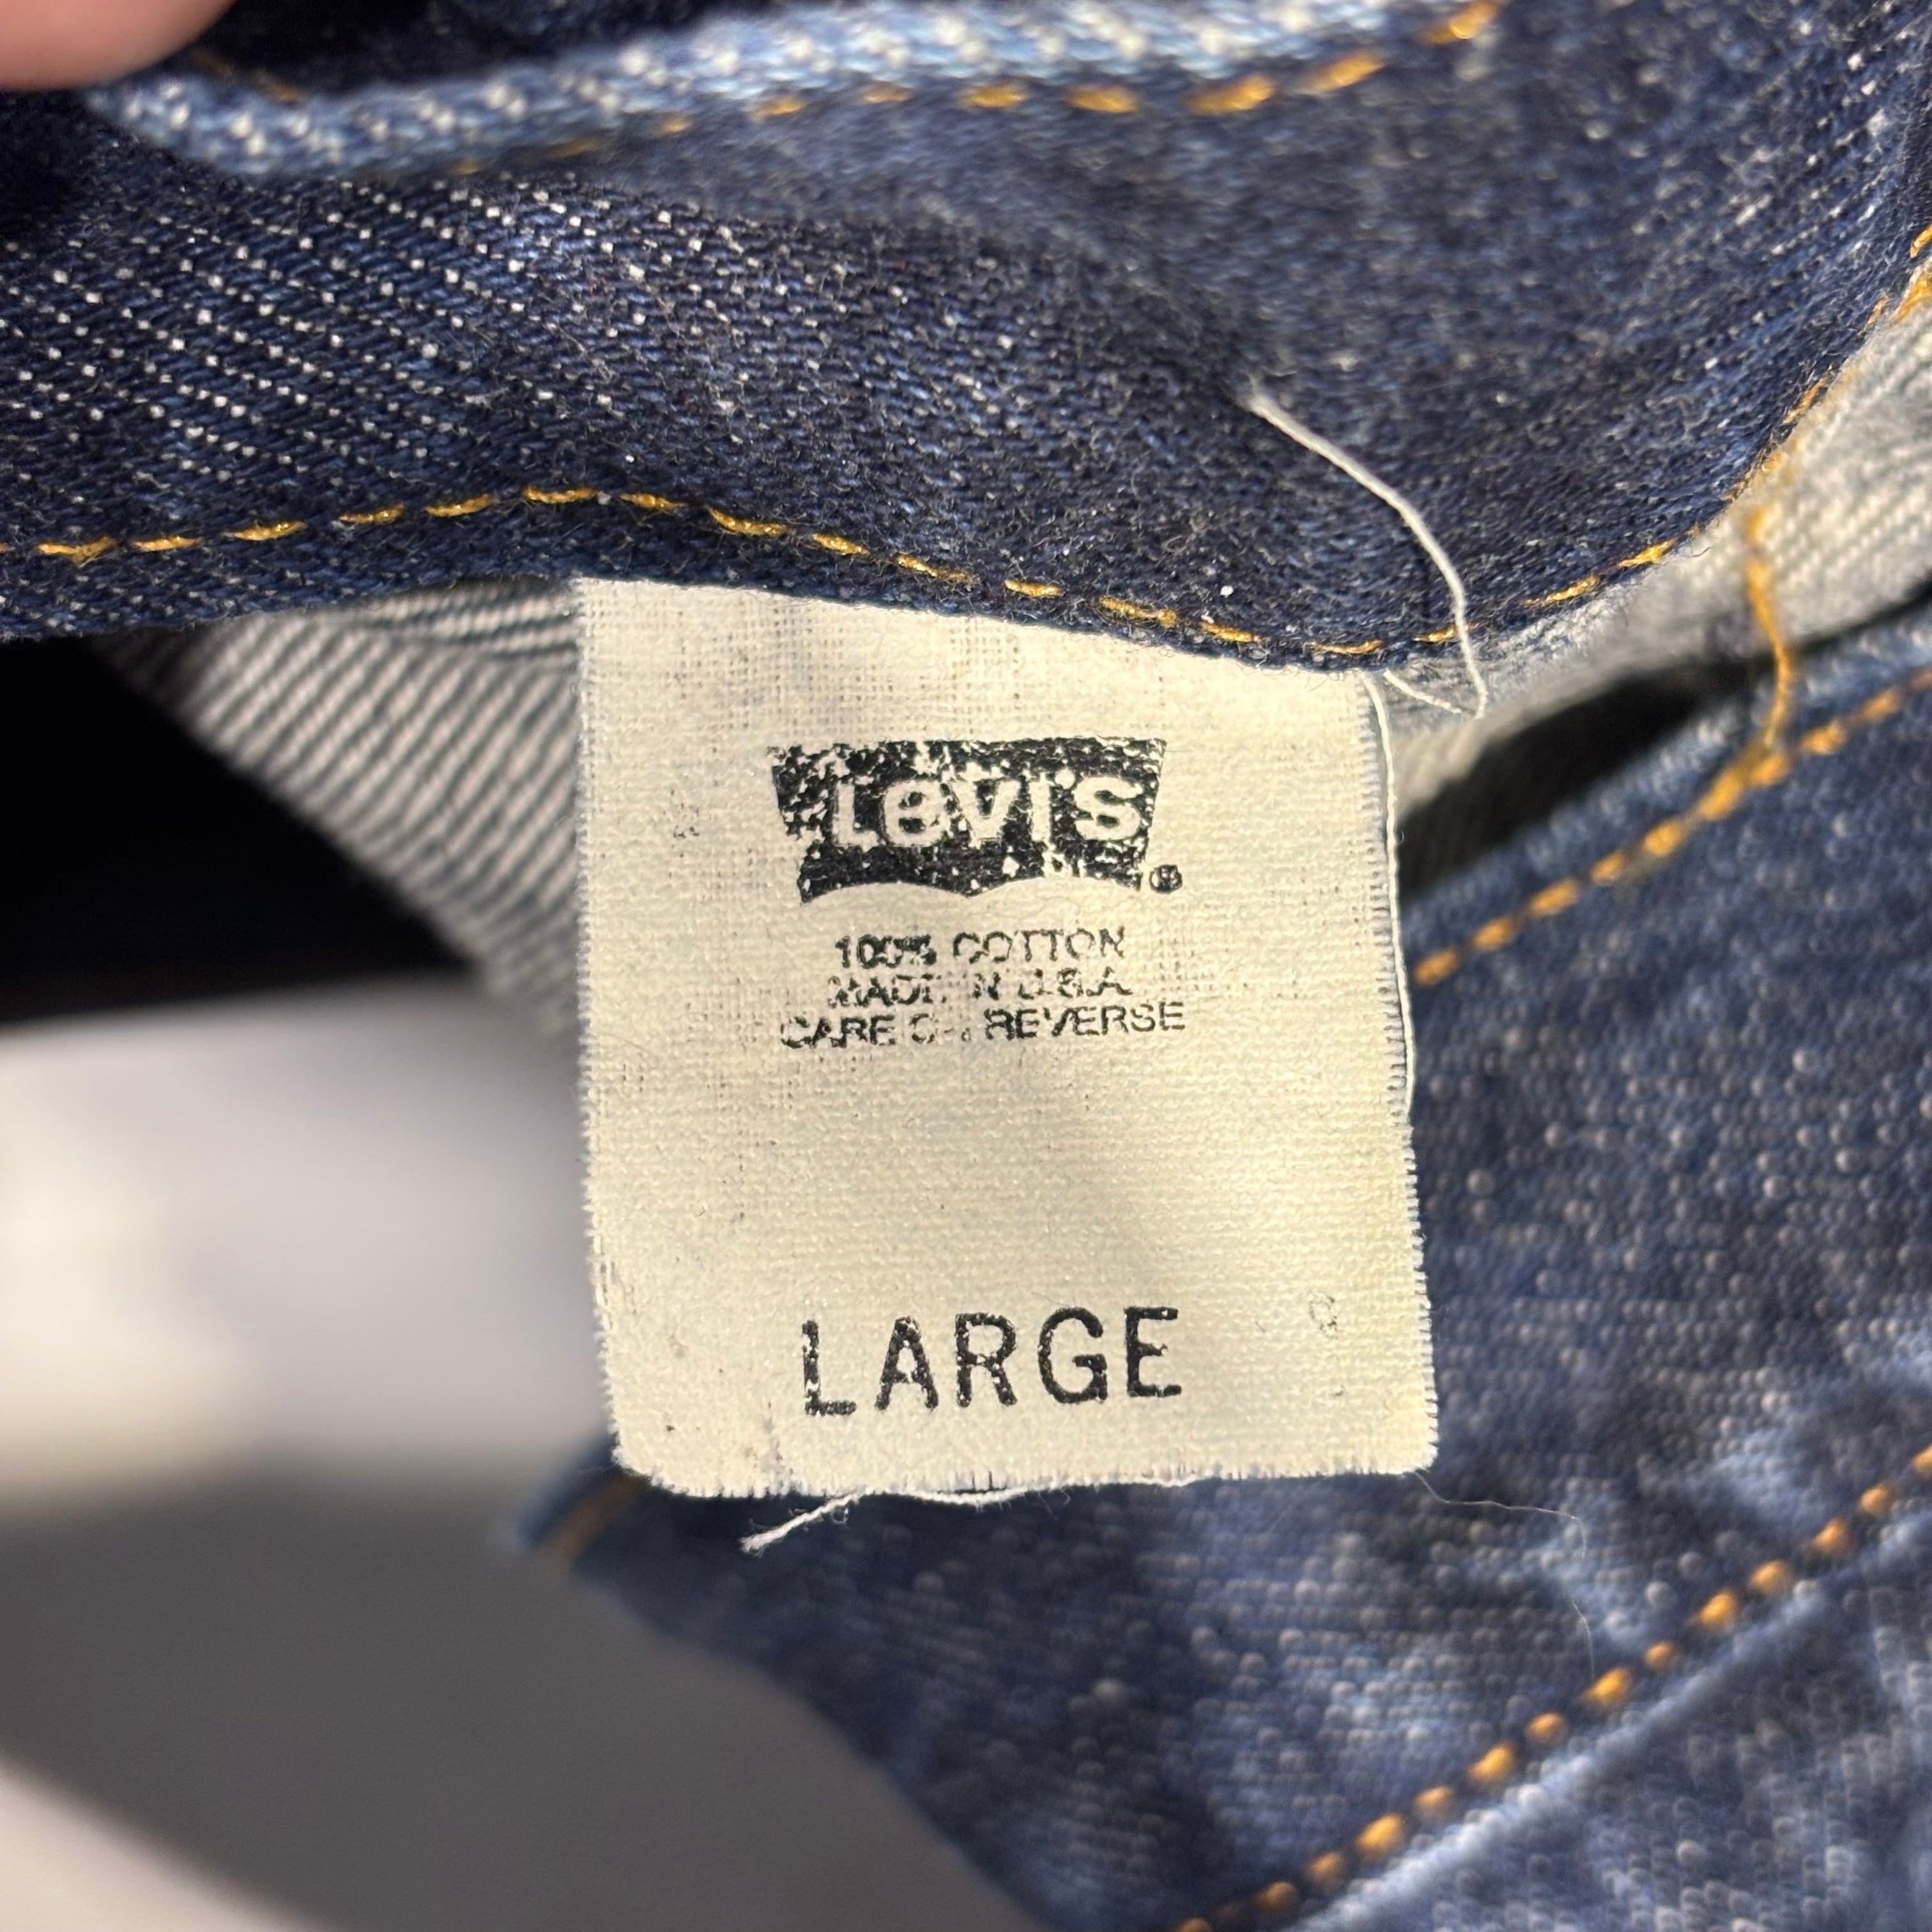 Levi's ®
100% COTTON
MADE IN U.S.A.
CARE ON REVERSE
LARGE